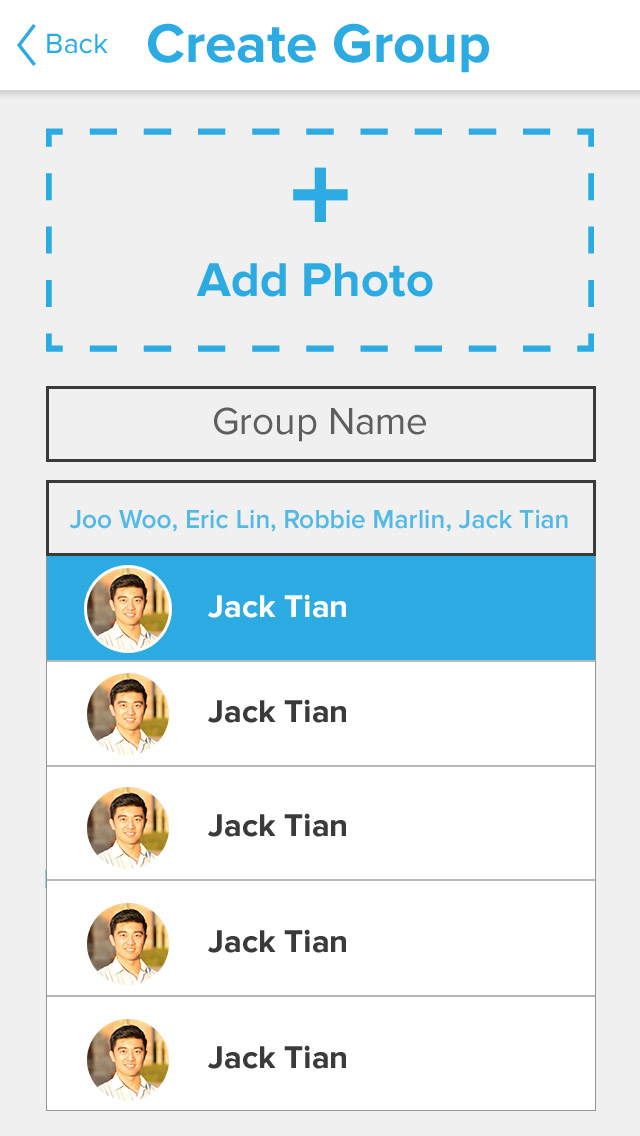 Back Create Group
+
Add Photo
Group Name
Joo Woo, Eric Lin, Robbie Marlin, Jack Tian
Jack Tian
Jack Tian
Jack Tian
Jack Tian
Jack Tian